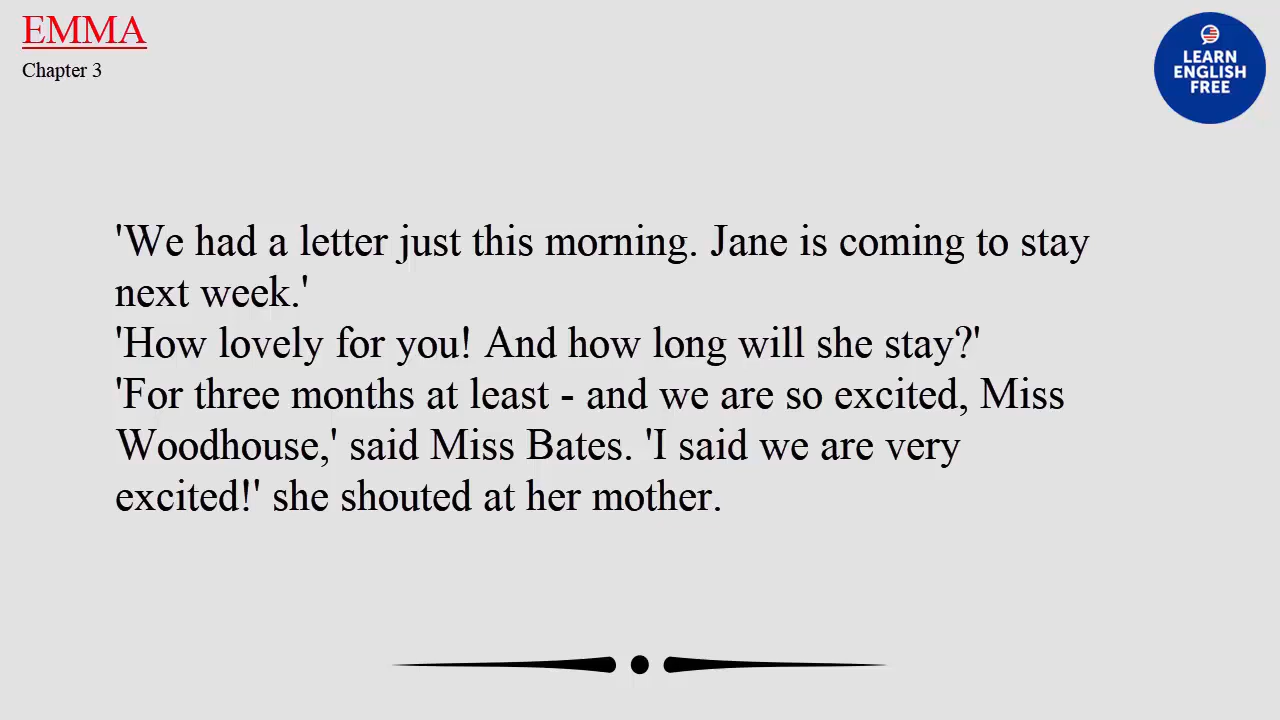 EMMA
Chapter 3
LEARN
ENGLISH
FREE
'We had a letter just this morning. Jane is coming to stay
next week.'
'How lovely for you! And how long will she stay?'
'For three months at least - and we are so excited, Miss
Woodhouse,' said Miss Bates. 'I said we are very
excited!' she shouted at her mother.